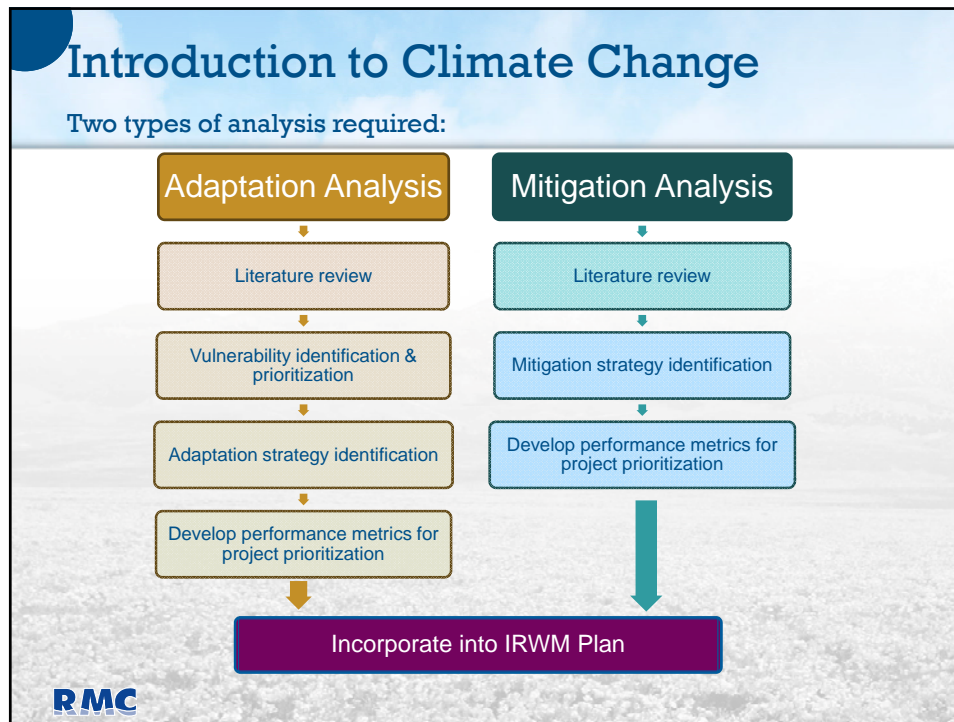 Introduction to Climate Change
Two types of analysis required:
Adaptation Analysis
Literature review
Vulnerability identification &
prioritization
Adaptation strategy identification
Develop performance metrics for
project prioritization
Mitigation Analysis
Literature review
Mitigation strategy identification
Develop performance metrics for
project prioritization
Incorporate into IRWM Plan
RMC